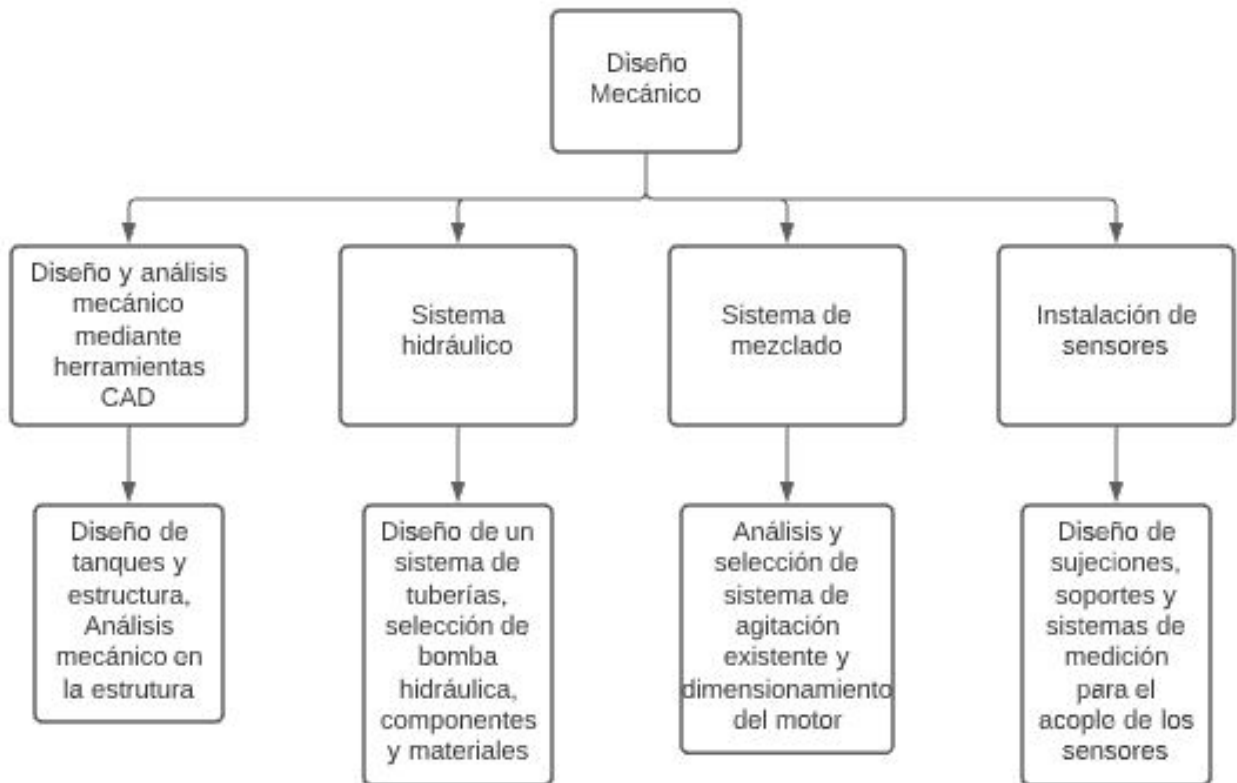 Diseño
Mecánico
Diseño y análisis
mecánico
mediante
herramientas
CAD
Sistema
hidráulico
Sistema de
mezclado
Instalación de
sensores
Diseño de
tanques y
estructura,
Análisis
mecánico en
la estrutura
Diseño de un
sistema de
tuberías,
selección de
bomba
hidráulica,
componentes
y materiales
Análisis y
selección de
sistema de
agitación
existente y
dimensionamiento
del motor
Diseño de
sujeciones,
soportes y
sistemas de
medición
para el
acople de los
sensores